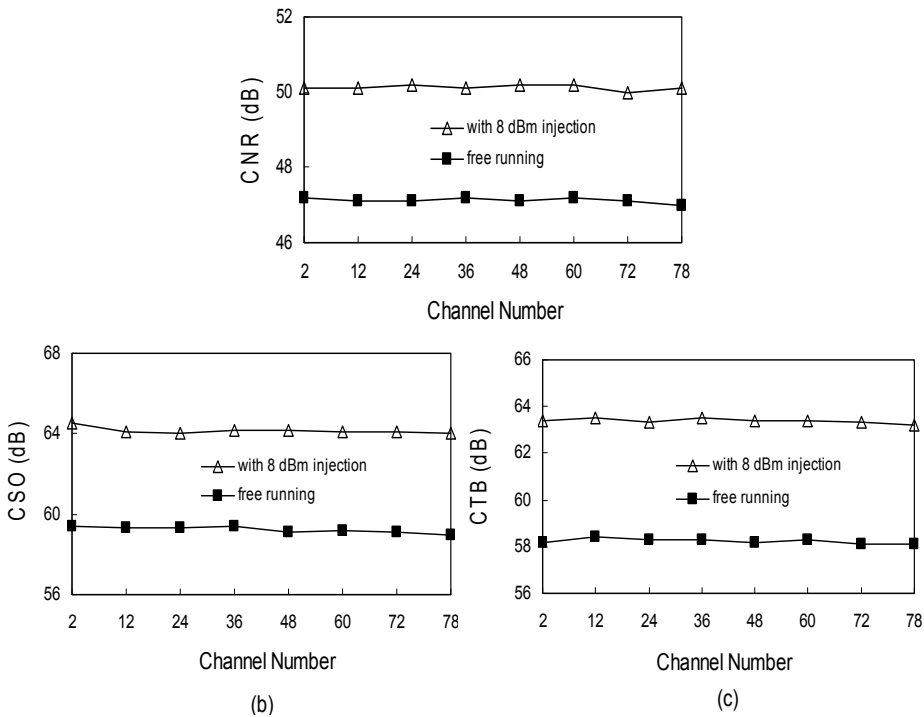 52
50
48
46
CNR (dB)
with 8 dBm injection
free running
2 12 24 36 48 60 72 78
Channel Number
68
64
60
56
CSO (dB)
with 8 dBm injection
free running
2 12 24 36 48 60 72 78
Channel Number
(b)
66
64
62
60
58
56
CTB (dB)
with 8 dBm injection
free running
2 12 24 36 48 60 72 78
Channel Number
(c)